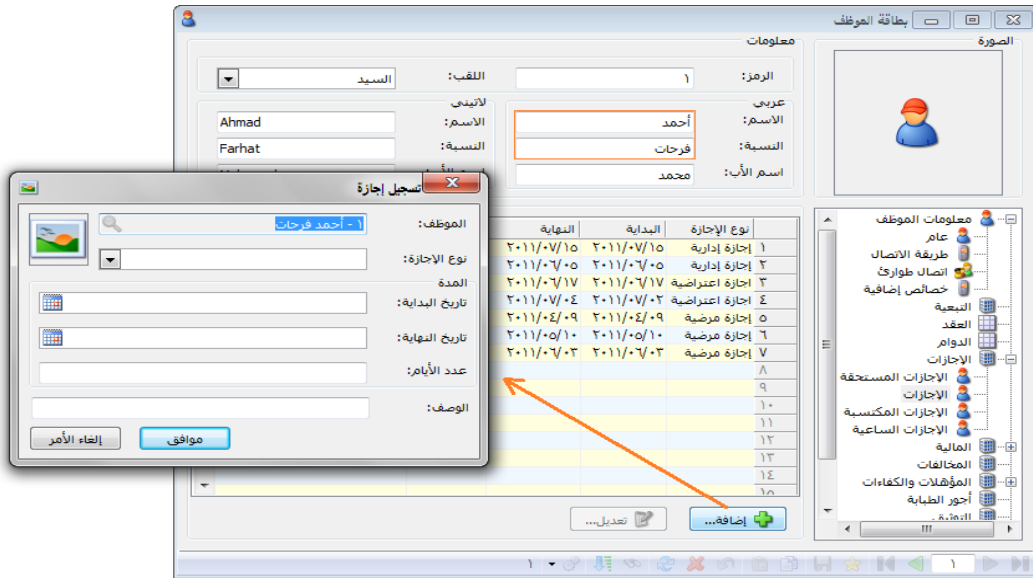 بطاقة الموظف
الصورة
معلومات
الرمز: ١
اللقب: السيد
عربي
الاسم: أحمد
النسبة: فرحات
اسم الأب: محمد
لاتيني
الاسم: Ahmad
النسبة: Farhat
معلومات الموظف
عام
طريقة الاتصال
اتصال طوارئ
خصائص إضافية
التبعية
العقد
الدوام
الإجازات
الإجازات المستحقة
الإجازات
الإجازات المكتسبة
الإجازات الساعية
المالية
المخالفات
المؤهلات والكفاءات
أجور الطبابة
التوثيق
نوع الإجازة البداية النهاية
١ إجازة إدارية ٢٠١١/٠٧/١٥ ٢٠١١/٠٧/١٥
٢ إجازة إدارية ٢٠١١/٠٦/٠٥ ٢٠١١/٠٦/٠٥
٣ اجازة اعتراضية ٢٠١١/٠٦/١٧ ٢٠١١/٠٦/١٧
٤ اجازة اعتراضية ٢٠١١/٠٧/٠٢ ٢٠١١/٠٧/٠٤
٥ إجازة مرضية ٢٠١١/٠٤/٠٩ ٢٠١١/٠٤/٠٩
٦ إجازة مرضية ٢٠١١/٠٥/١٠ ٢٠١١/٠٥/١٠
٧ إجازة مرضية ٢٠١١/٠٦/٠٣ ٢٠١١/٠٦/٠٣
٨
٩
١٠
١١
١٢
١٣
١٤
١٥
إضافة...
تعديل...
١
١
تسجيل إجازة
الموظف: ١ - أحمد فرحات
نوع الإجازة:
المدة
تاريخ البداية:
تاريخ النهاية:
عدد الأيام:
الوصف:
موافق
إلغاء الأمر